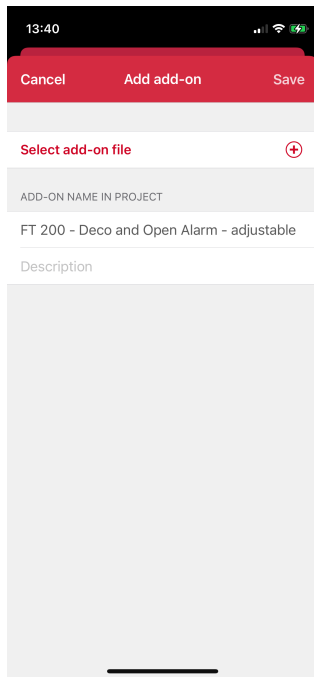 13:40
Cancel Add add-on Save
Select add-on file
ADD-ON NAME IN PROJECT
FT 200 - Deco and Open Alarm - adjustable
Description